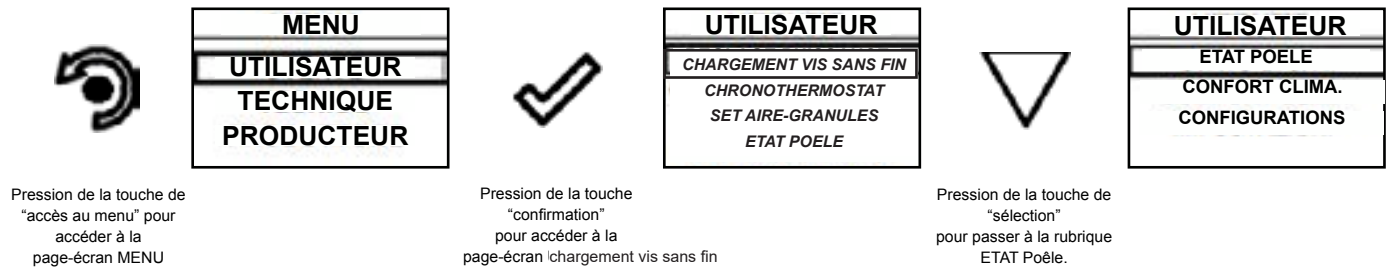 MENU
UTILISATEUR
TECHNIQUE
PRODUCTEUR
UTILISATEUR
CHARGEMENT VIS SANS FIN
CHRONOTHERMOSTAT
SET AIRE-GRANULES
ETAT POELE
UTILISATEUR
ETAT POELE
CONFORT CLIMA.
CONFIGURATIONS
Pression de la touche de
“accès au menu” pour
accéder à la
page-écran MENU
Pression de la touche
“confirmation”
pour accéder à la
page-écran chargement vis sans fin
Pression de la touche de
“sélection”
pour passer à la rubrique
ETAT Poêle.